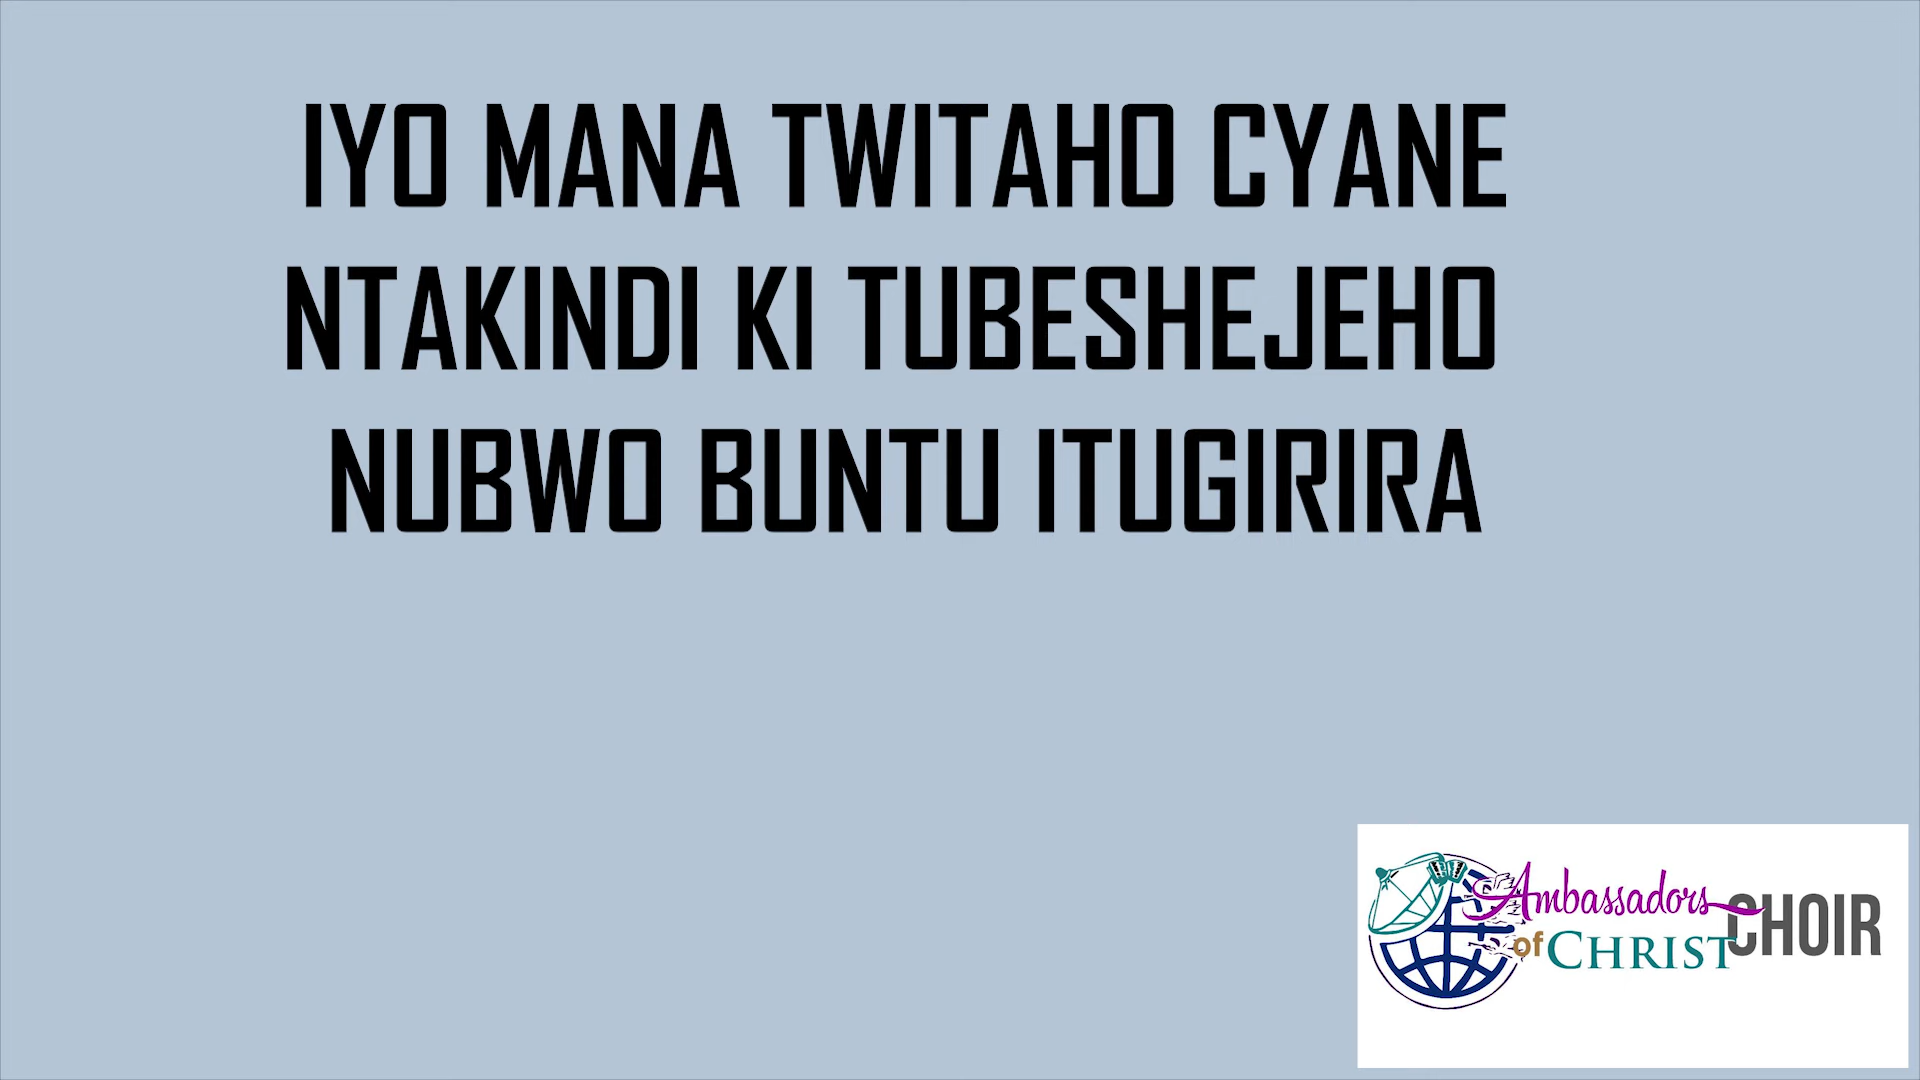 IYO MANA TWITAHO CYANE
NTAKINDI KI TUBESHEJEHO
NUBWO BUNTU ITUGIRIRA
Ambassadors
of CHRIST CHOIR